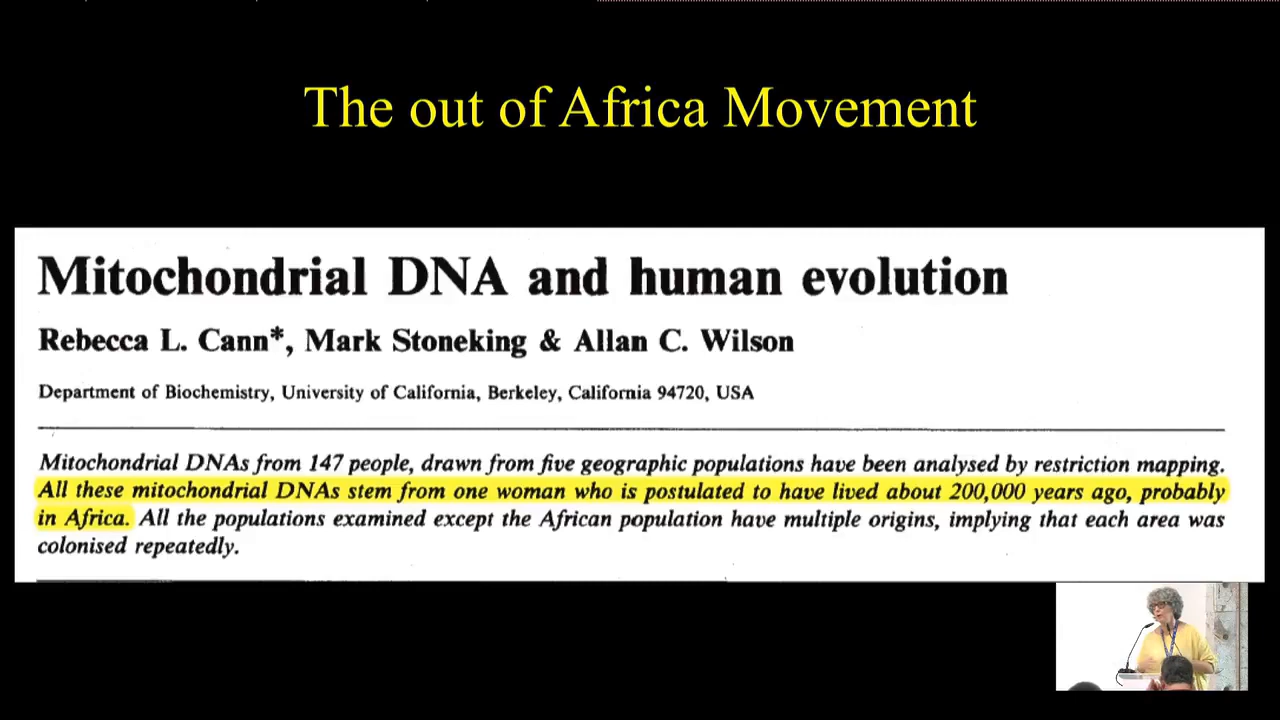 The out of Africa Movement
Mitochondrial DNA and human evolution
Rebecca L. Cann*, Mark Stoneking & Allan C. Wilson
Department of Biochemistry, University of California, Berkeley, California 94720, USA
Mitochondrial DNAs from 147 people, drawn from five geographic populations have been analysed by restriction mapping.
All these mitochondrial DNAs stem from one woman who is postulated to have lived about 200,000 years ago, probably
in Africa. All the populations examined except the African population have multiple origins, implying that each area was
colonised repeatedly.